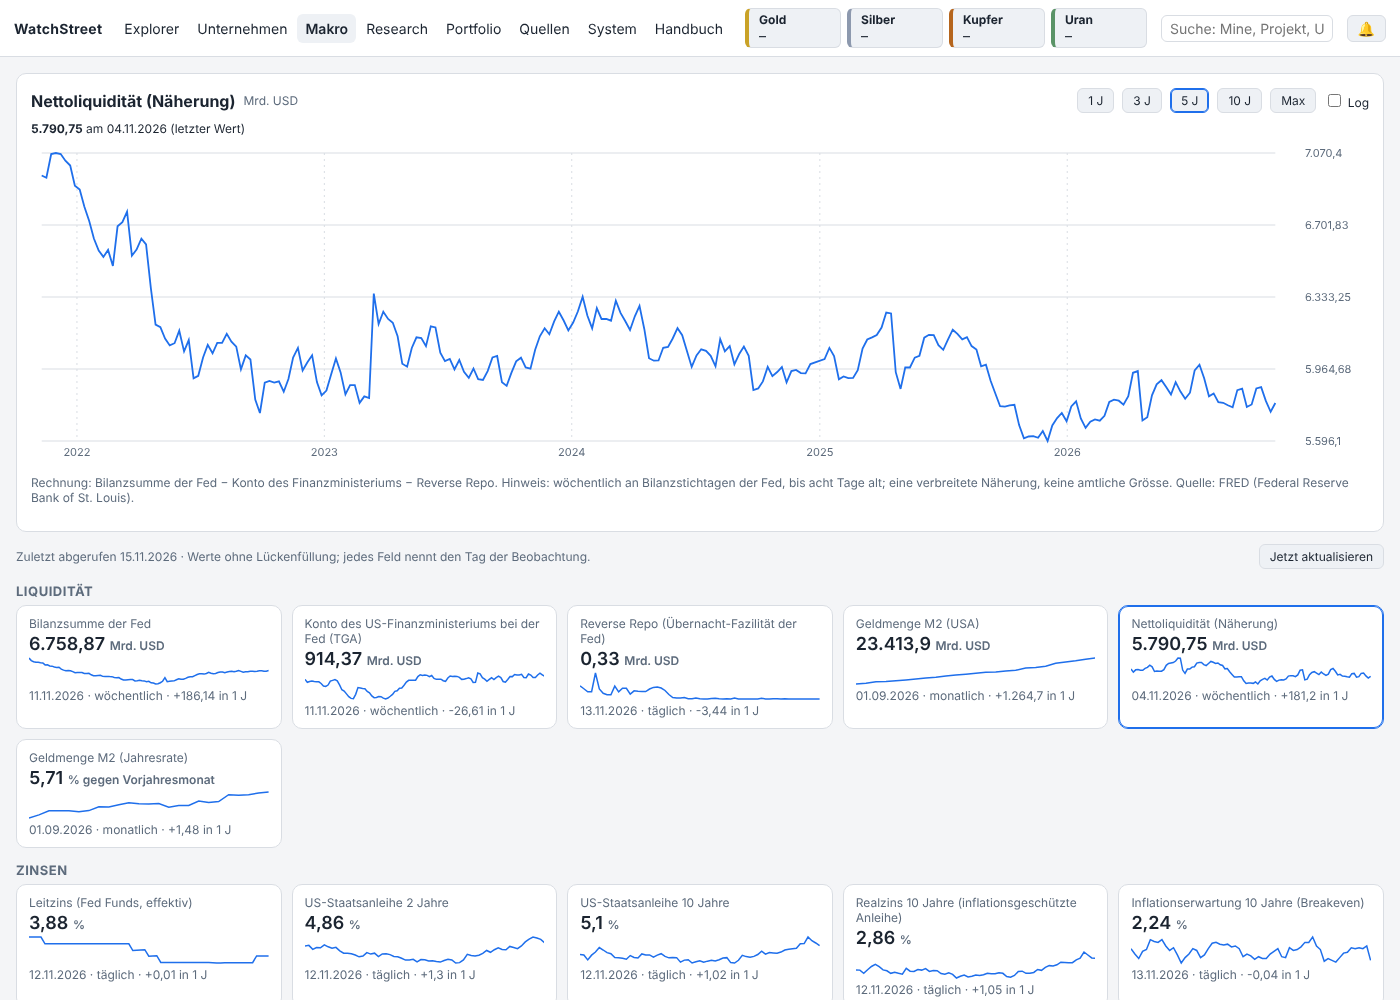 WatchStreet Explorer Unternehmen Makro Research Portfolio Quellen System Handbuch Gold – Silber – Kupfer – Uran – Suche: Mine, Projekt, U
Nettoliquidität (Näherung) Mrd. USD 1 J 3 J 5 J 10 J Max Log
5.790,75 am 04.11.2026 (letzter Wert)
7.070,4
6.701,83
6.333,25
5.964,68
5.596,1
2022 2023 2024 2025 2026
Rechnung: Bilanzsumme der Fed − Konto des Finanzministeriums − Reverse Repo. Hinweis: wöchentlich an Bilanzstichtagen der Fed, bis acht Tage alt; eine verbreitete Näherung, keine amtliche Grösse. Quelle: FRED (Federal Reserve
Bank of St. Louis).
Zuletzt abgerufen 15.11.2026 · Werte ohne Lückenfüllung; jedes Feld nennt den Tag der Beobachtung. Jetzt aktualisieren
LIQUIDITÄT
Bilanzsumme der Fed
6.758,87 Mrd. USD
11.11.2026 · wöchentlich · +186,14 in 1 J
Konto des US-Finanzministeriums bei der
Fed (TGA)
914,37 Mrd. USD
11.11.2026 · wöchentlich · -26,61 in 1 J
Reverse Repo (Übernacht-Fazilität der
Fed)
0,33 Mrd. USD
13.11.2026 · täglich · -3,44 in 1 J
Geldmenge M2 (USA)
23.413,9 Mrd. USD
01.09.2026 · monatlich · +1.264,7 in 1 J
Nettoliquidität (Näherung)
5.790,75 Mrd. USD
04.11.2026 · wöchentlich · +181,2 in 1 J
Geldmenge M2 (Jahresrate)
5,71 % gegen Vorjahresmonat
01.09.2026 · monatlich · +1,48 in 1 J
ZINSEN
Leitzins (Fed Funds, effektiv)
3,88 %
12.11.2026 · täglich · +0,01 in 1 J
US-Staatsanleihe 2 Jahre
4,86 %
12.11.2026 · täglich · +1,3 in 1 J
US-Staatsanleihe 10 Jahre
5,1 %
12.11.2026 · täglich · +1,02 in 1 J
Realzins 10 Jahre (inflationsgeschützte
Anleihe)
2,86 %
12.11.2026 · täglich · +1,05 in 1 J
Inflationserwartung 10 Jahre (Breakeven)
2,24 %
13.11.2026 · täglich · -0,04 in 1 J